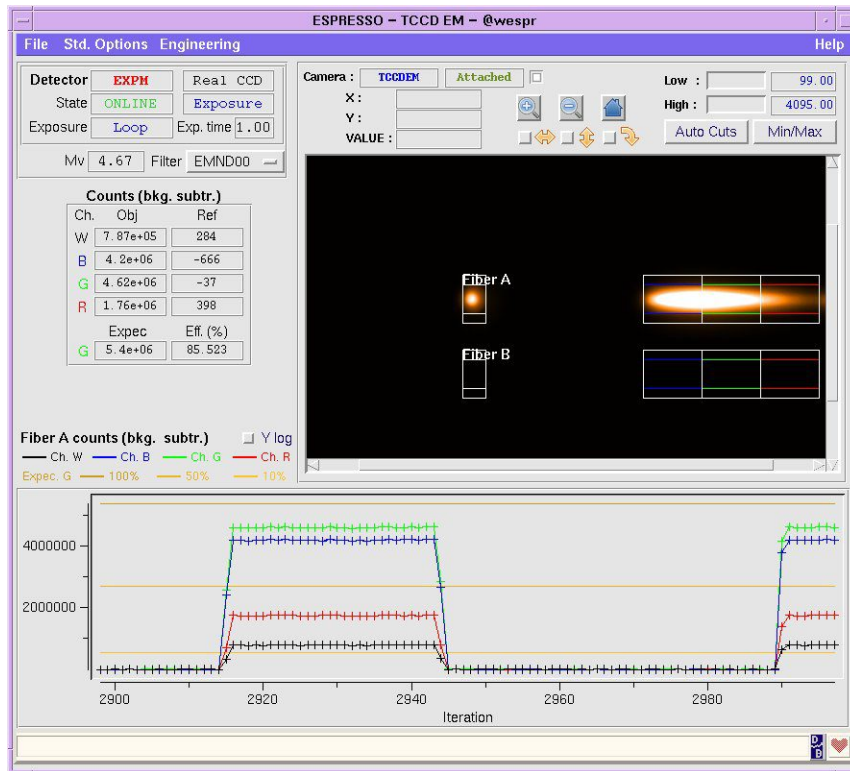 ESPRESSO – TCCD EM – @wespr
File Std. Options Engineering Help
Detector EXPM Real CCD
State ONLINE Exposure
Exposure Loop Exp. time 1.00
Mv 4.67 Filter EMND00
Camera : TCCDEM Attached
X :
Y :
VALUE :
Low : 99.00
High : 4095.00
Auto Cuts Min/Max
Counts (bkg. subtr.)
Ch. Obj Ref
W 7.87e+05 284
B 4.2e+06 -666
G 4.62e+06 -37
R 1.76e+06 398
Expec Eff. (%)
G 5.4e+06 85.523
Fiber A
Fiber B
Fiber A counts (bkg. subtr.) Y log
Ch. W Ch. B Ch. G Ch. R
Expec. G 100% 50% 10%
4000000
2000000
2900 2920 2940 2960 2980
Iteration
D
B